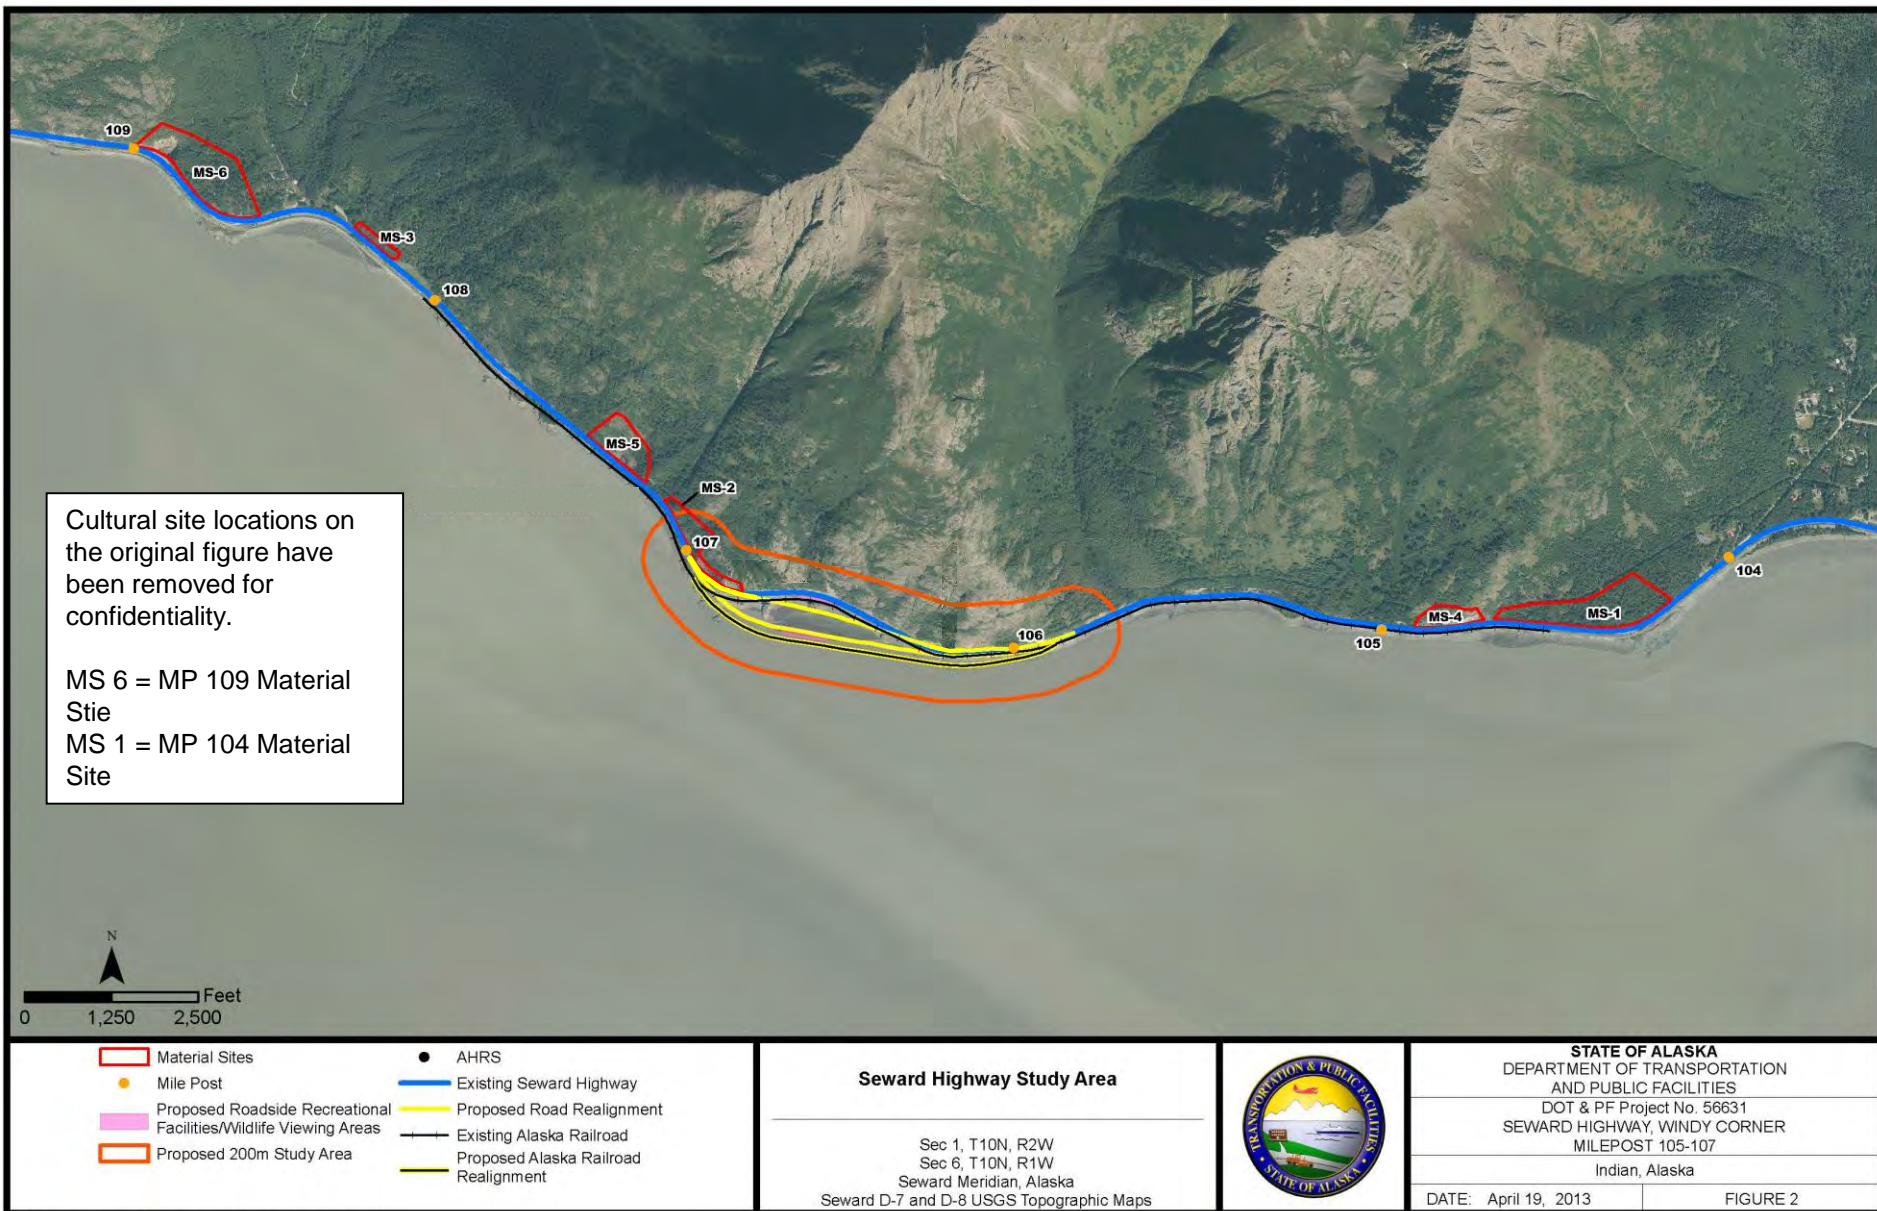 109
MS-6
MS-3
108
MS-5
MS-2
107
106
105
MS-4
MS-1
104
Cultural site locations on
the original figure have
been removed for
confidentiality.
MS 6 = MP 109 Material
Stie
MS 1 = MP 104 Material
Site
N
Feet
0 1,250 2,500
Material Sites
Mile Post
Proposed Roadside Recreational
Facilities/Wildlife Viewing Areas
Proposed 200m Study Area
AHRS
Existing Seward Highway
Proposed Road Realignment
Existing Alaska Railroad
Proposed Alaska Railroad
Realignment
Seward Highway Study Area
Sec 1, T10N, R2W
Sec 6, T10N, R1W
Seward Meridian, Alaska
Seward D-7 and D-8 USGS Topographic Maps
TRANSPORTATION & PUBLIC FACILITIES
STATE OF ALASKA
STATE OF ALASKA
DEPARTMENT OF TRANSPORTATION
AND PUBLIC FACILITIES
DOT & PF Project No. 56631
SEWARD HIGHWAY, WINDY CORNER
MILEPOST 105-107
Indian, Alaska
DATE: April 19, 2013
FIGURE 2